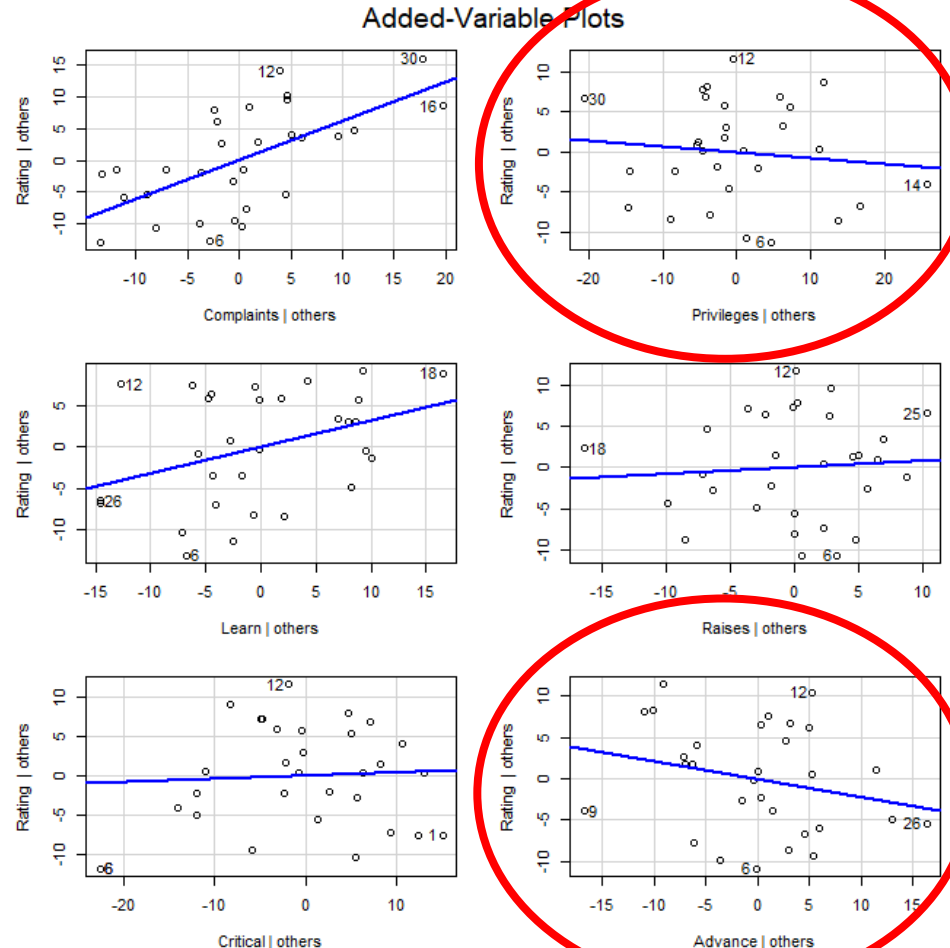 Added-Variable Plots
Rating | others
15
10
5
0
-5
-10
12
30
16
6
-10 -5 0 5 10 15 20
Complaints | others
Rating | others
10
5
0
-5
-10
12
30
14
6
-20 -10 0 10 20
Privileges | others
Rating | others
5
0
-5
-10
12
18
26
6
-15 -10 -5 0 5 10 15
Learn | others
Rating | others
10
5
0
-5
-10
12
25
18
6
-15 -10 -5 0 5 10
Raises | others
Rating | others
10
5
0
-5
-10
12
1
6
-20 -10 0 10
Critical | others
Rating | others
10
5
0
-5
-10
12
9
26
6
-15 -10 -5 0 5 10 15
Advance | others